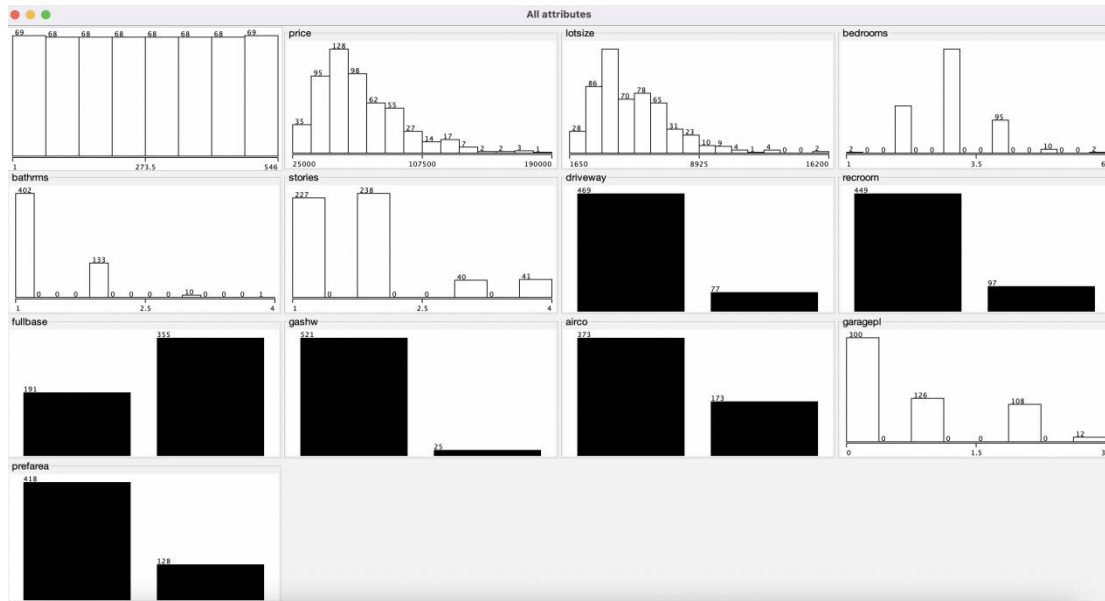 All attributes
69 68 68 68 68 68 68 69
1 273.5 546
price
35 95 128 98 62 55 27 14 17 7 2 2 3 1
25000 107500 190000
lotsize
28 86 70 78 65 31 23 10 9 4 1 4 0 0 2
1650 8925 16200
bedrooms
2 0 0 0 0 0 95 0 0 10 0 0 2
1 3.5 6
bathrms
402 0 0 0 133 0 0 0 0 10 0 0 0 1
1 2.5 4
stories
227 0 238 0 0 40 0 41
1 2.5 4
driveway
469 77
recroom
449 97
fullbase
191 355
gashw
521 25
airco
373 173
garagepl
300 0 126 0 0 108 0 12
0 1.5 3
prefarea
418 128